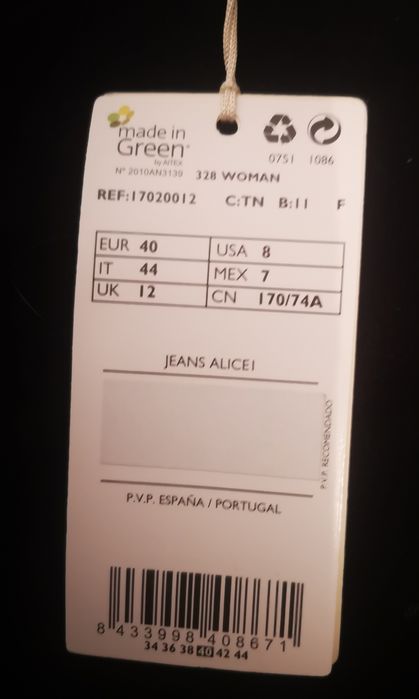 made in
Green®
by AITEX
Nº 2010AN3139
0751 1086
328 WOMAN
REF:17020012 C:TN B:11 F
EUR 40 USA 8
IT 44 MEX 7
UK 12 CN 170/74A
JEANS ALICE1
P.V.P. RECOMENDADO
P.V.P. ESPAÑA / PORTUGAL
8 433998 408671
34 36 38 40 42 44